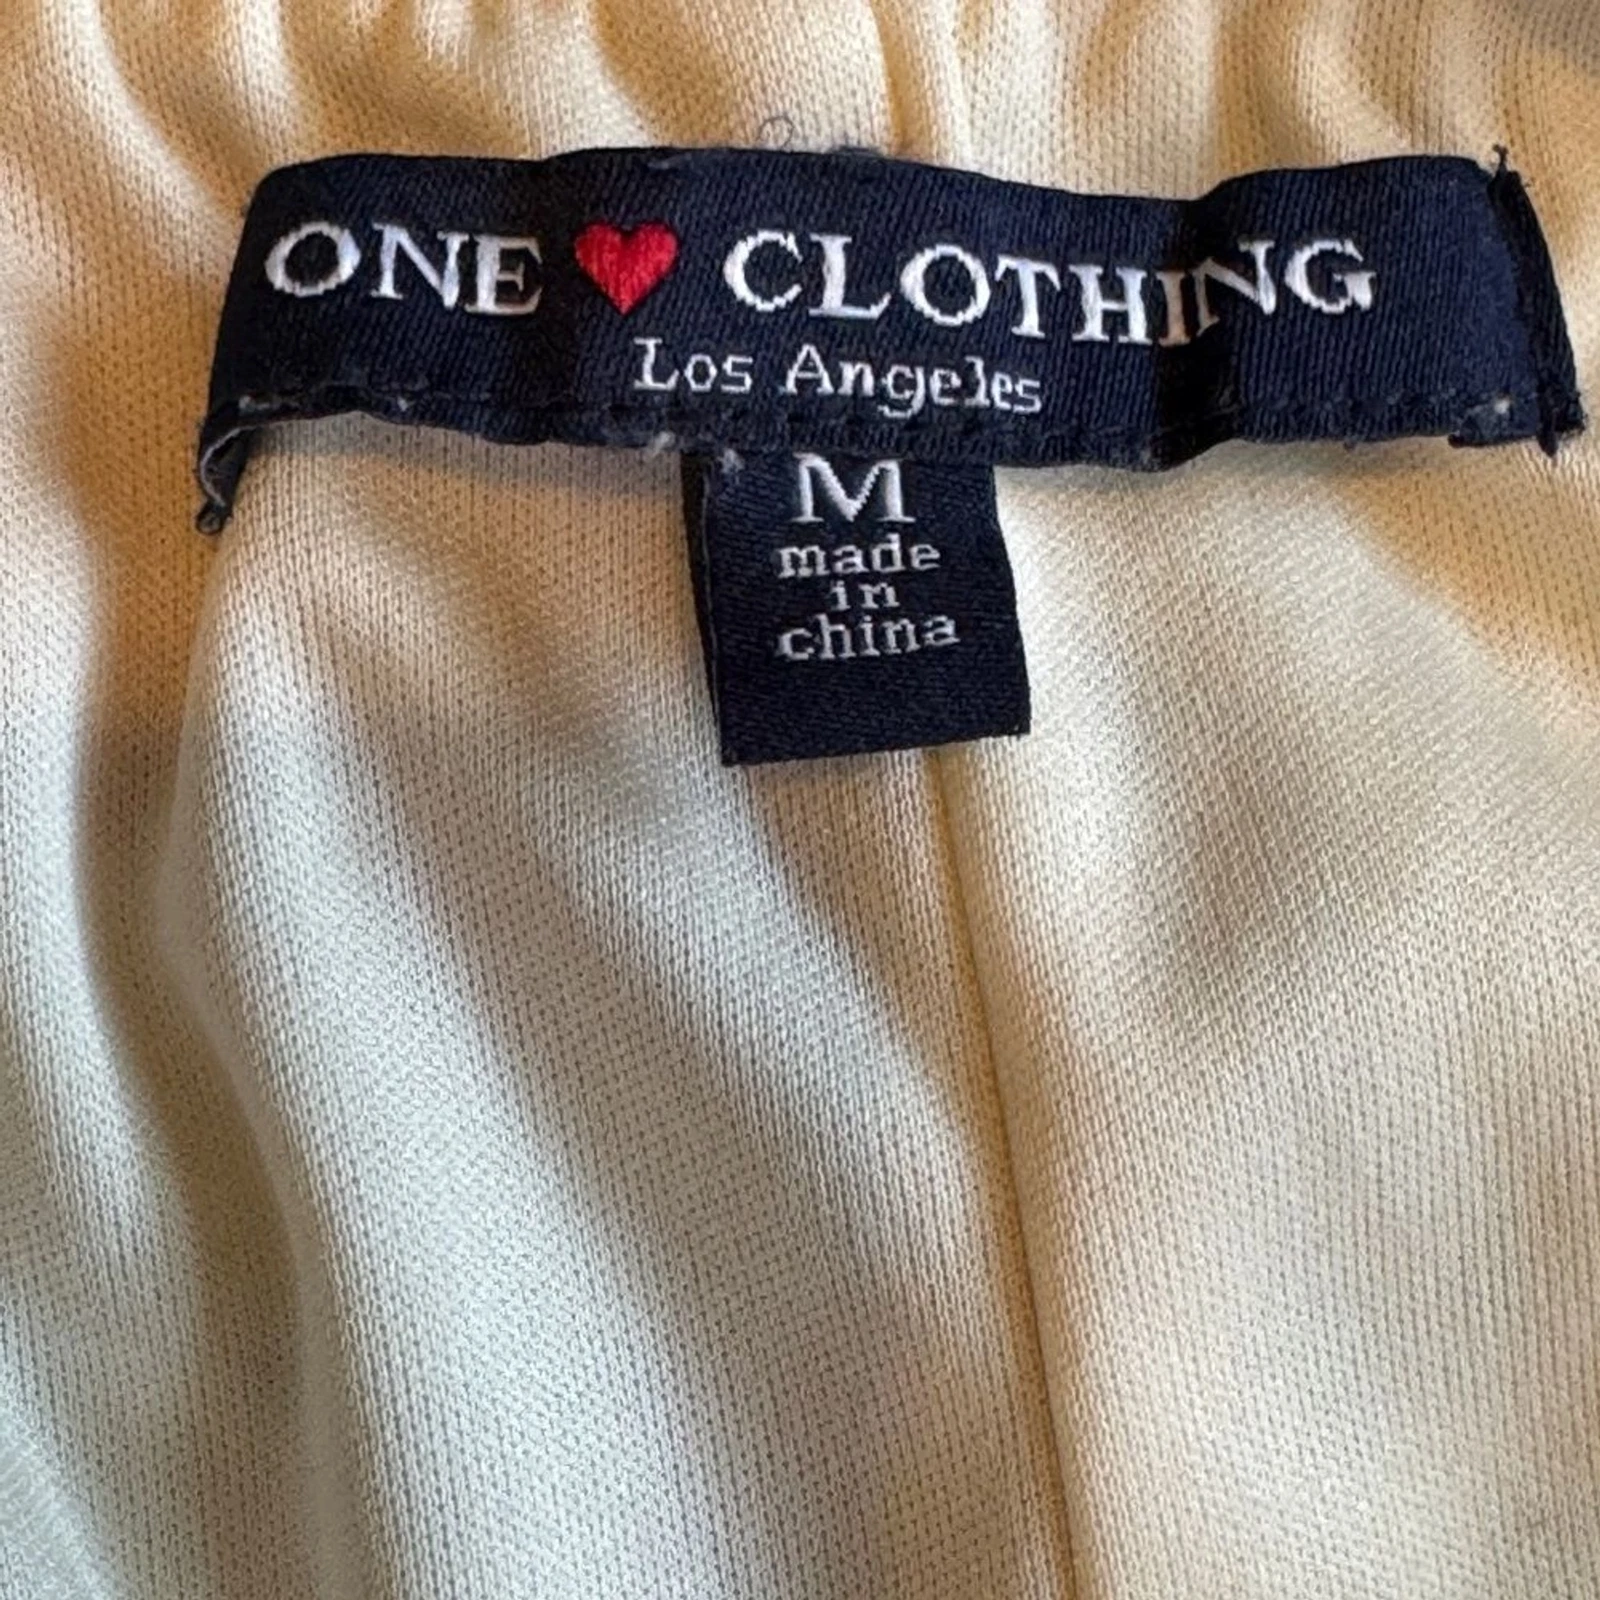 ONE ❤ CLOTHING
Los Angeles
M
made
in
china